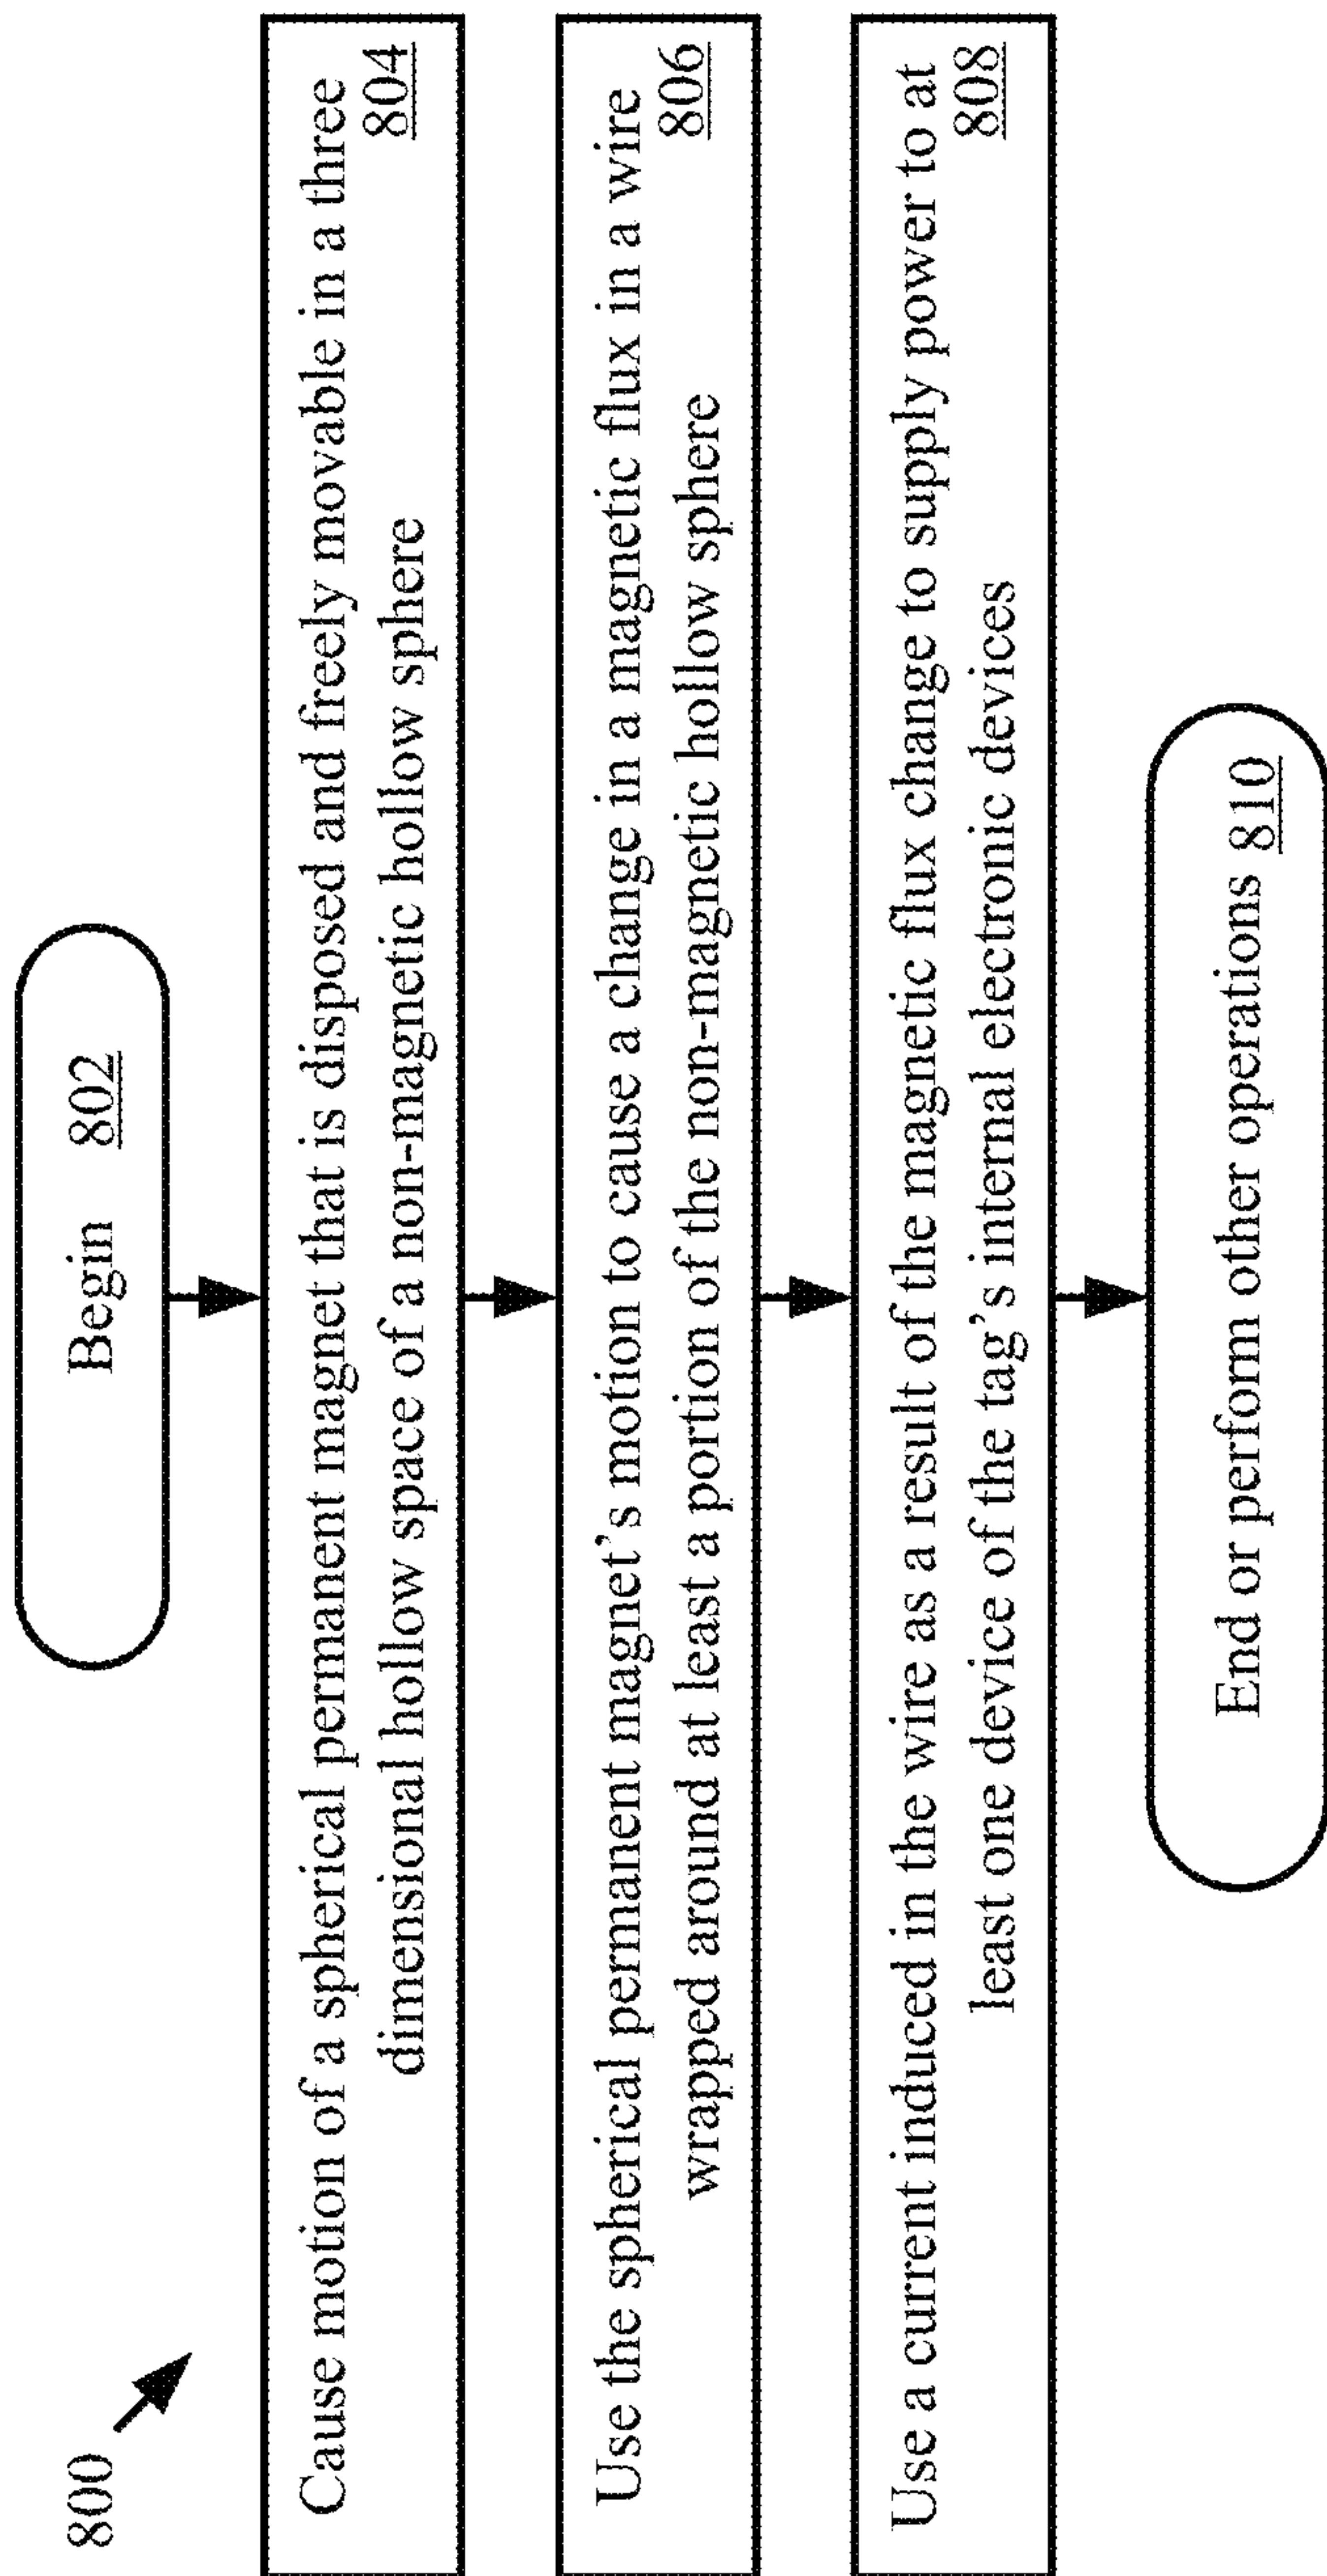 800
Begin 802
Cause motion of a spherical permanent magnet that is disposed and freely movable in a three
dimensional hollow space of a non-magnetic hollow sphere 804
Use the spherical permanent magnet's motion to cause a change in a magnetic flux in a wire
wrapped around at least a portion of the non-magnetic hollow sphere 806
Use a current induced in the wire as a result of the magnetic flux change to supply power to at
least one device of the tag's internal electronic devices 808
End or perform other operations 810